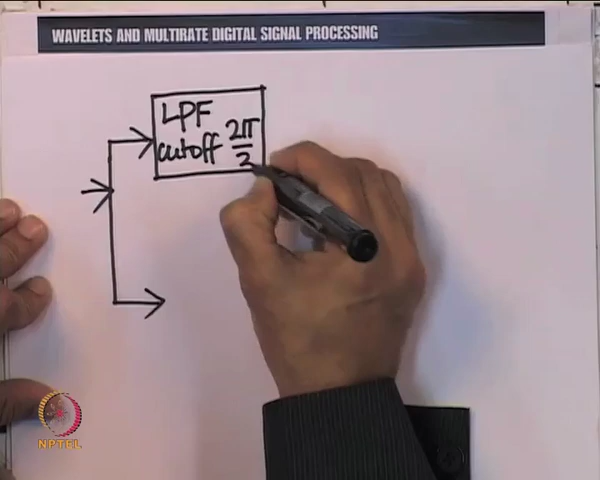 WAVELETS AND MULTIRATE DIGITAL SIGNAL PROCESSING
LPF
cutoff 2π/2
NPTEL